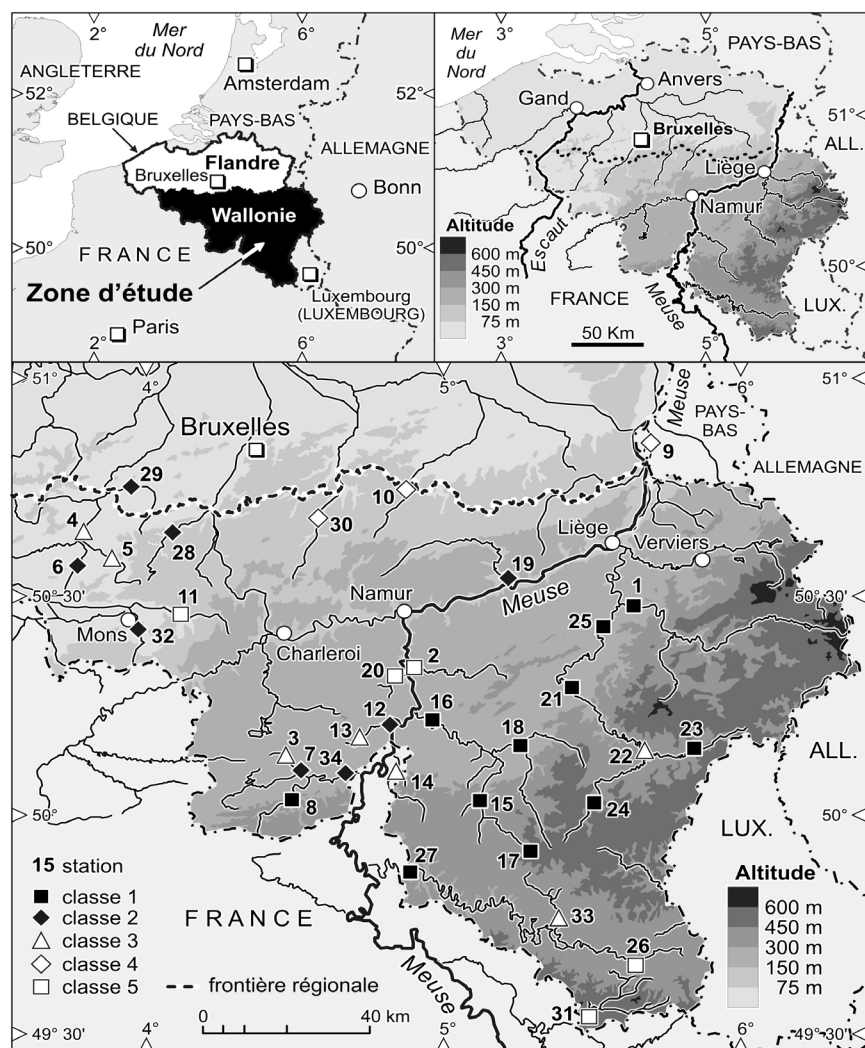 2°
6°
Mer
du Nord
ANGLETERRE
Amsterdam
52°
52°
BELGIQUE
PAYS-BAS
ALLEMAGNE
Flandre
Bruxelles
Bonn
Wallonie
50°
50°
FRANCE
Zone d'étude
Luxembourg
(LUXEMBOURG)
Paris
2°
6°
3°
5°
Mer
du Nord
PAYS-BAS
Anvers
Gand
51°
Bruxelles
ALL.
Liège
Namur
Altitude
600 m
450 m
300 m
150 m
75 m
Escaut
50°
FRANCE
Meuse
LUX.
50 Km
3°
5°
51°
4°
5°
6°
51°
Meuse
PAYS-
BAS
Bruxelles
9
ALLEMAGNE
29
10
4
30
28
5
6
Liège
Verviers
19
Meuse
11
Namur
1
50° 30'
50° 30'
Mons
32
Charleroi
25
20
2
21
12
16
13
18
23
3
7
34
22
ALL.
14
8
15
24
50°
50°
17
LUX.
27
15 station
classe 1
classe 2
classe 3
classe 4
classe 5
FRANCE
33
26
Altitude
600 m
450 m
300 m
150 m
75 m
frontière régionale
Meuse
31
0 40 km
49° 30'
4°
5°
6°
49° 30'